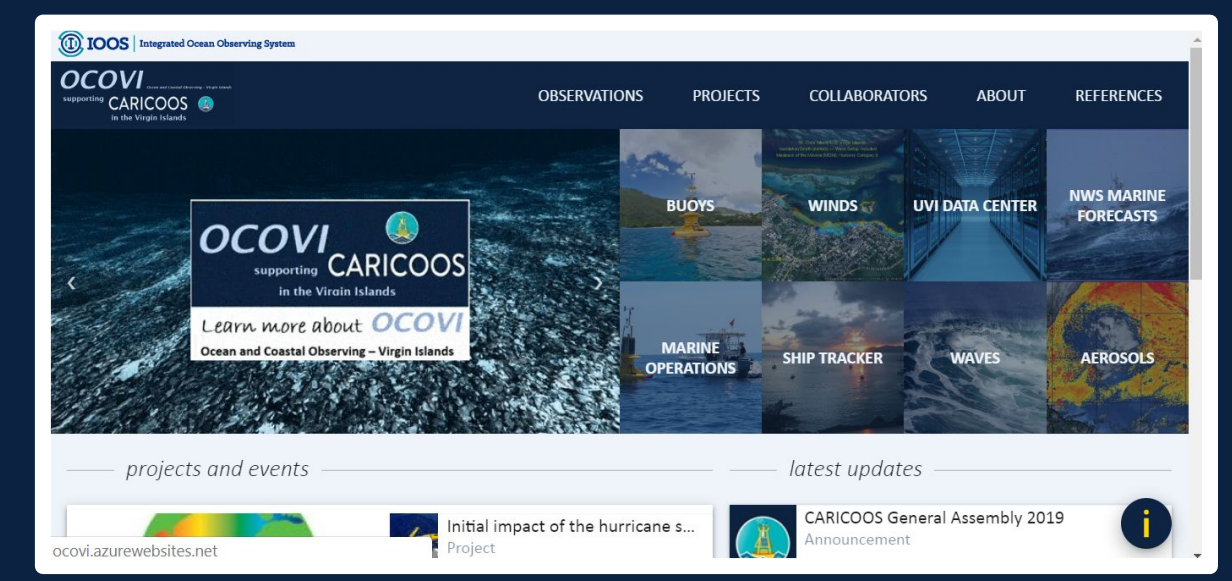 IOOS Integrated Ocean Observing System
OCOVI
supporting CARICOOS
in the Virgin Islands
OBSERVATIONS PROJECTS COLLABORATORS ABOUT REFERENCES
OCOVI
supporting CARICOOS
in the Virgin Islands
Learn more about OCOVI
Ocean and Coastal Observing – Virgin Islands
‹ ›
BUOYS
WINDS
UVI DATA CENTER
NWS MARINE
FORECASTS
MARINE
OPERATIONS
SHIP TRACKER
WAVES
AEROSOLS
projects and events
latest updates
Initial impact of the hurricane s...
Project
CARICOOS General Assembly 2019
Announcement
i
ocovi.azurewebsites.net